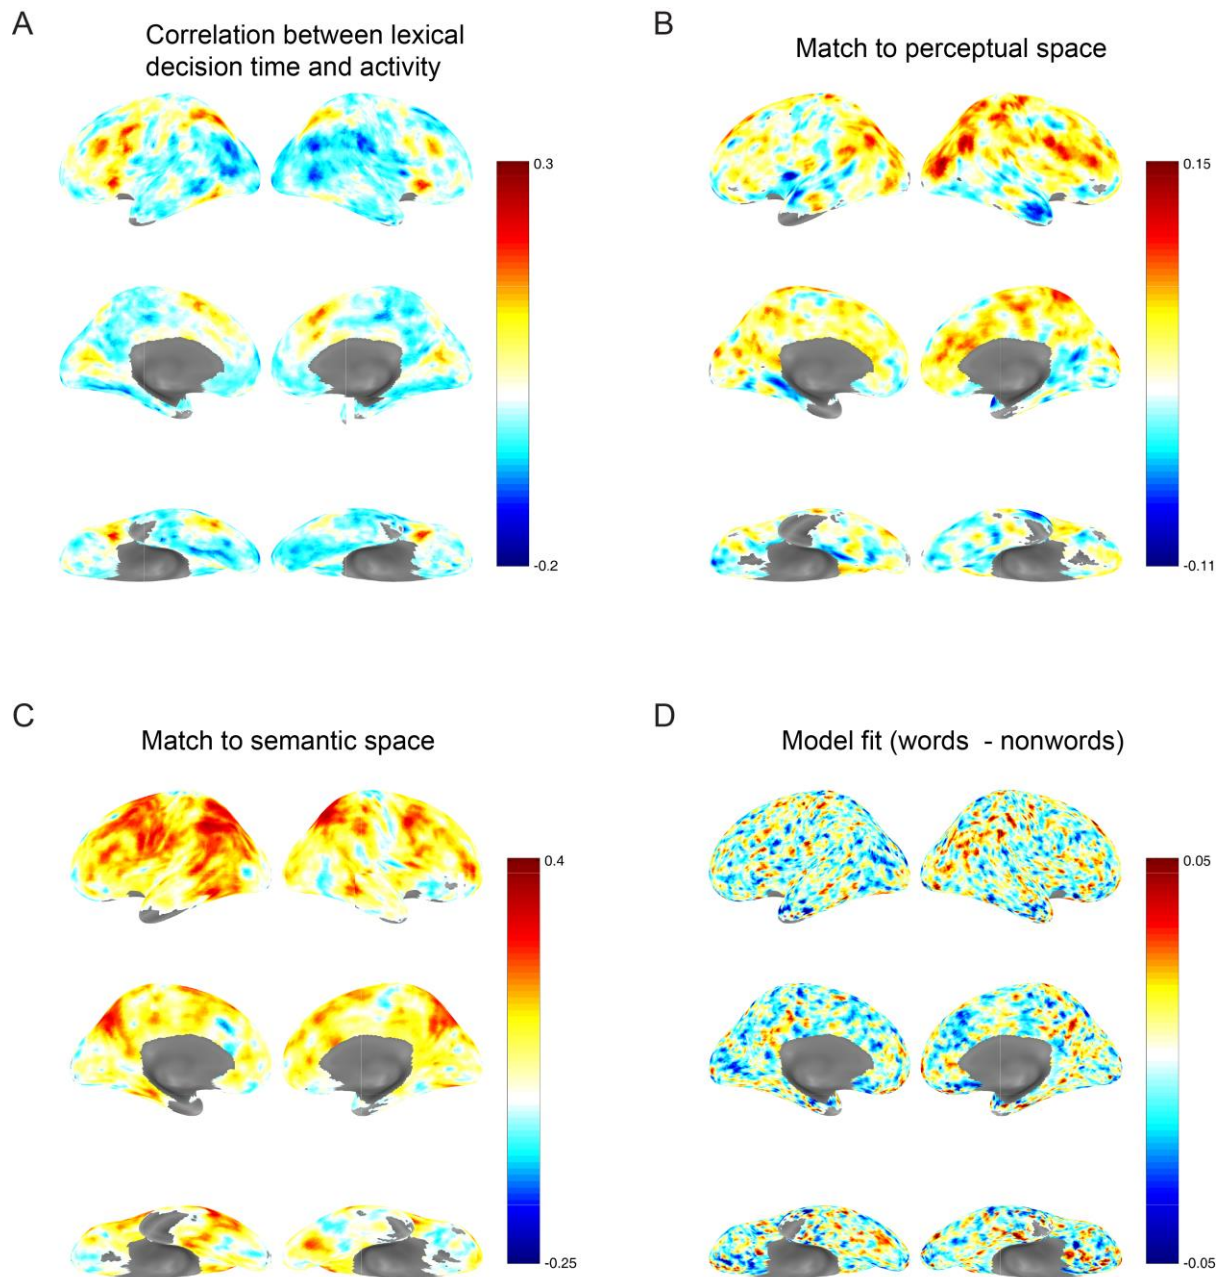 A
Correlation between lexical
decision time and activity
0.3
-0.2
B
Match to perceptual space
0.15
-0.11
C
Match to semantic space
0.4
-0.25
D
Model fit (words - nonwords)
0.05
-0.05